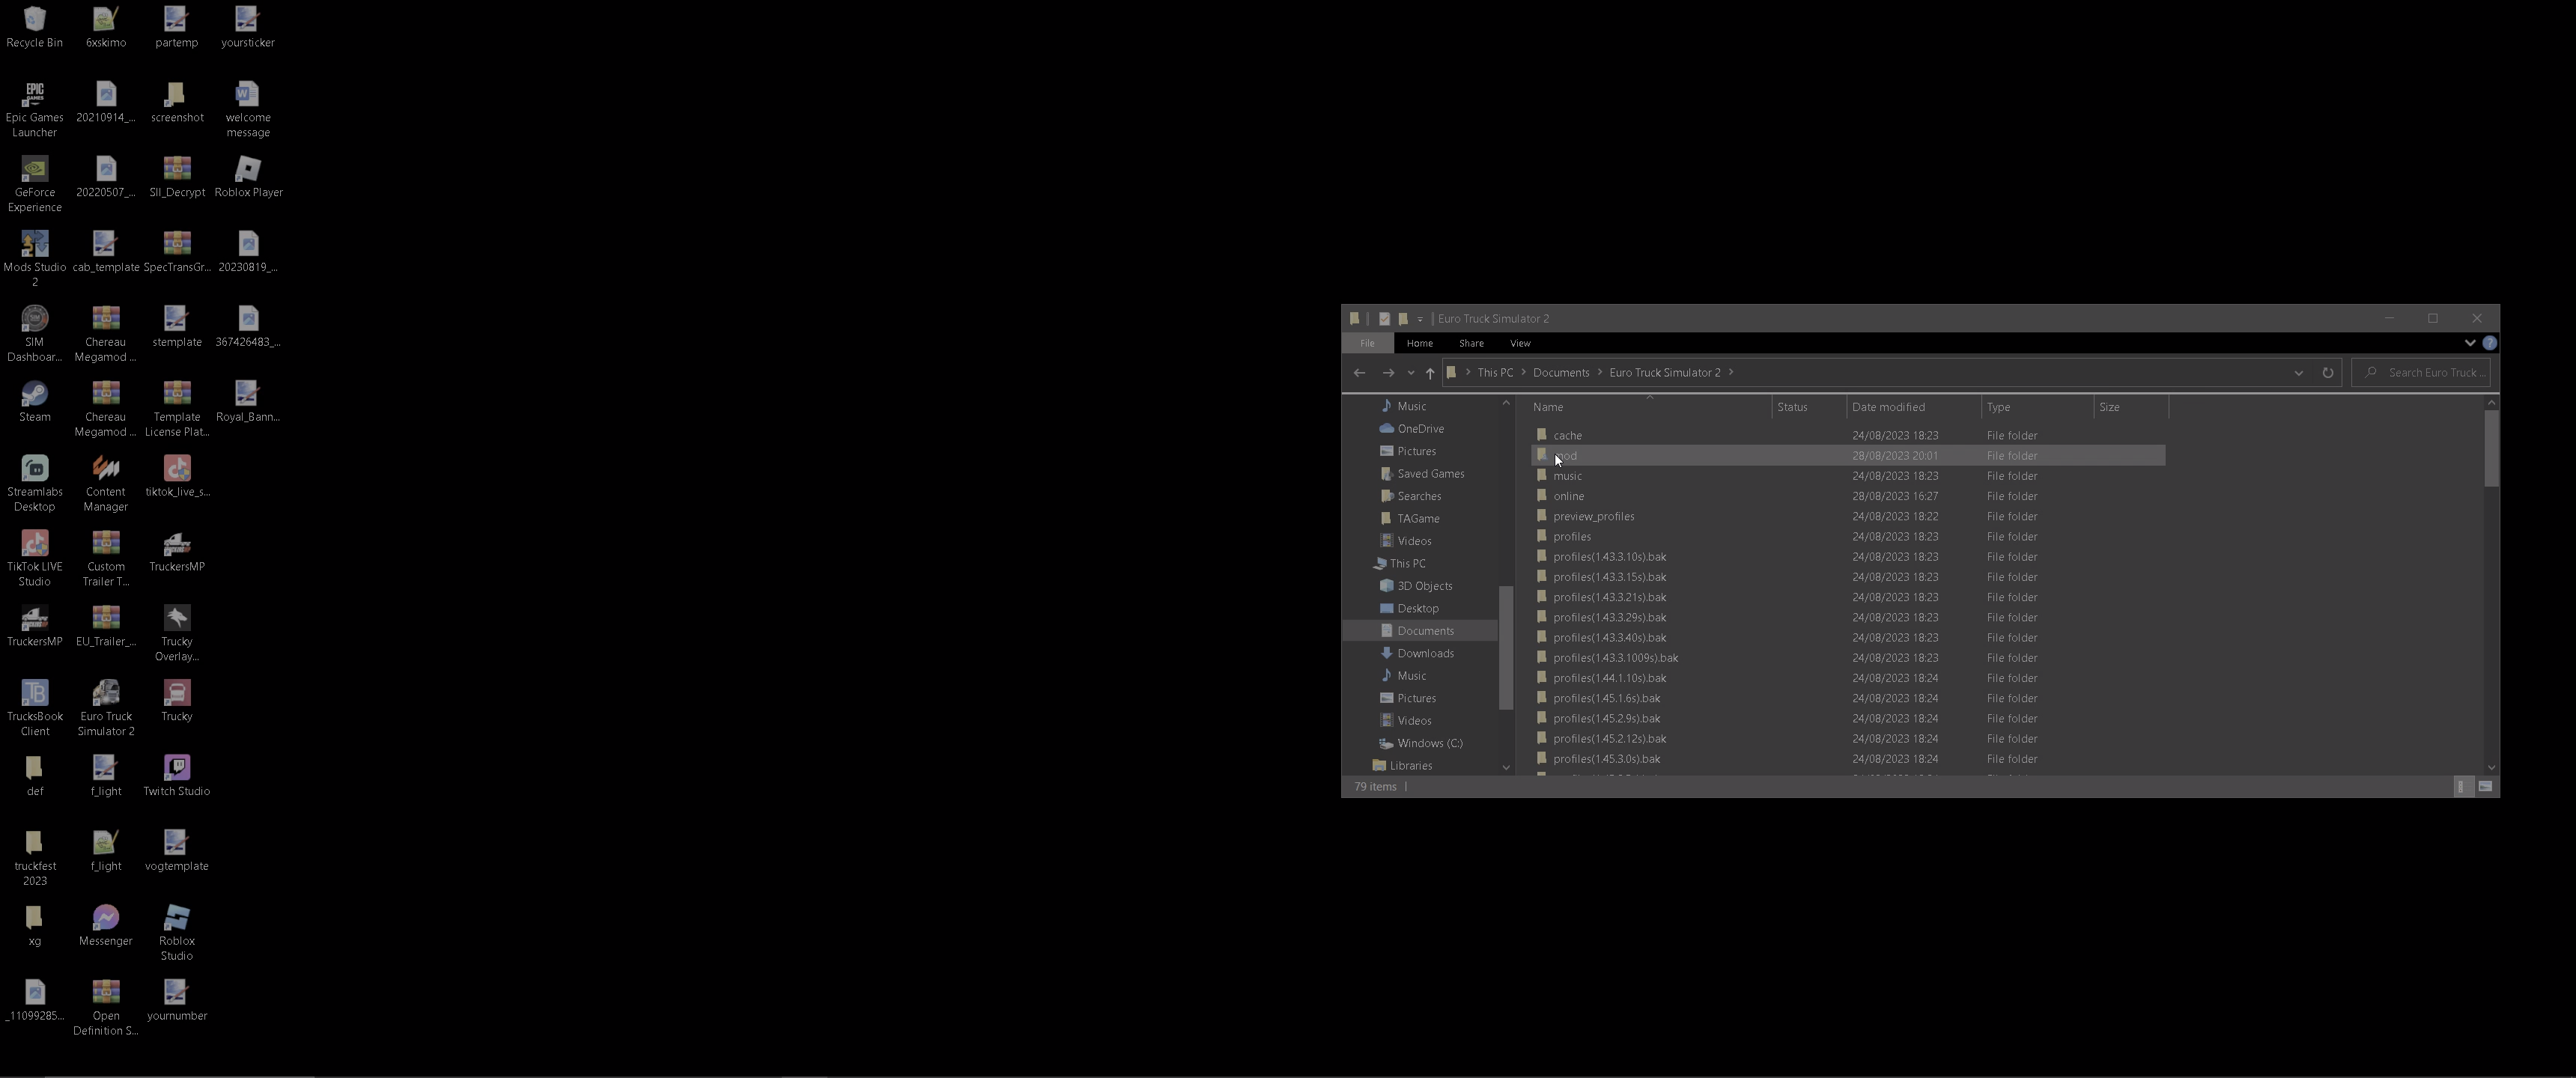 Recycle Bin
6xskimo
partemp
yoursticker
Epic Games
Launcher
20210914_...
screenshot
welcome
message
GeForce
Experience
20220507_...
SII_Decrypt
Roblox Player
Mods Studio
2
cab_template
SpecTransGr...
20230819_...
SIM
Dashboar...
Chereau
Megamod ...
stemplate
367426483_...
Steam
Chereau
Megamod ...
Template
License Plat...
Royal_Bann...
Streamlabs
Desktop
Content
Manager
tiktok_live_s...
TikTok LIVE
Studio
Custom
Trailer T...
TruckersMP
TruckersMP
EU_Trailer_...
Trucky
Overlay...
TrucksBook
Client
Euro Truck
Simulator 2
Trucky
def
f_light
Twitch Studio
truckfest
2023
f_light
vogtemplate
xg
Messenger
Roblox
Studio
_11099285...
Open
Definition S...
yournumber
Euro Truck Simulator 2
File Home Share View
This PC > Documents > Euro Truck Simulator 2 >
Search Euro Truck ...
Music
OneDrive
Pictures
Saved Games
Searches
TAGame
Videos
This PC
3D Objects
Desktop
Documents
Downloads
Music
Pictures
Videos
Windows (C:)
Libraries
Name Status Date modified Type Size
cache 24/08/2023 18:23 File folder
mod 28/08/2023 20:01 File folder
music 24/08/2023 18:23 File folder
online 28/08/2023 16:27 File folder
preview_profiles 24/08/2023 18:22 File folder
profiles 24/08/2023 18:23 File folder
profiles(1.43.3.10s).bak 24/08/2023 18:23 File folder
profiles(1.43.3.15s).bak 24/08/2023 18:23 File folder
profiles(1.43.3.21s).bak 24/08/2023 18:23 File folder
profiles(1.43.3.29s).bak 24/08/2023 18:23 File folder
profiles(1.43.3.40s).bak 24/08/2023 18:23 File folder
profiles(1.43.3.1009s).bak 24/08/2023 18:23 File folder
profiles(1.44.1.10s).bak 24/08/2023 18:24 File folder
profiles(1.45.1.6s).bak 24/08/2023 18:24 File folder
profiles(1.45.2.9s).bak 24/08/2023 18:24 File folder
profiles(1.45.2.12s).bak 24/08/2023 18:24 File folder
profiles(1.45.3.0s).bak 24/08/2023 18:24 File folder
79 items